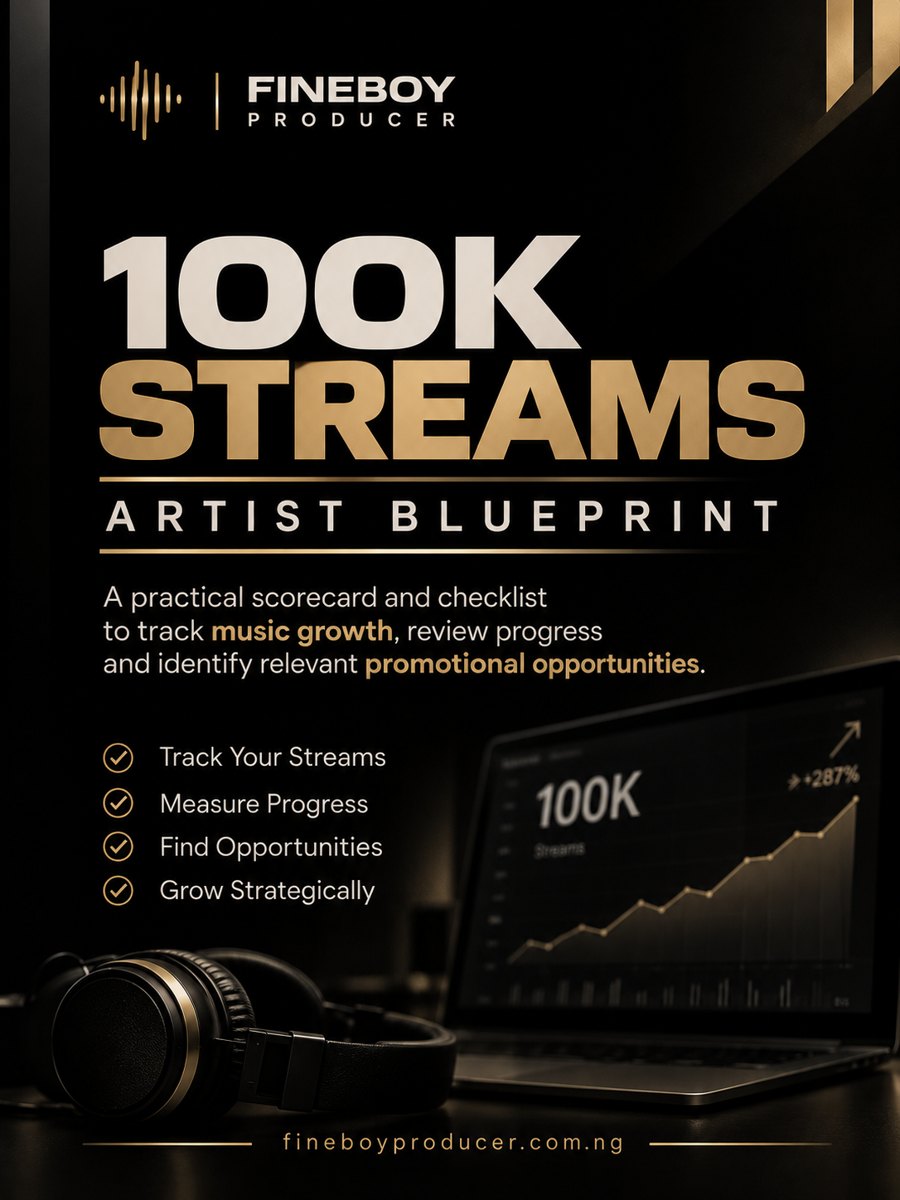 FINEBOY
PRODUCER
100K
STREAMS
ARTIST BLUEPRINT
A practical scorecard and checklist
to track music growth, review progress
and identify relevant promotional opportunities.
Track Your Streams
Measure Progress
Find Opportunities
Grow Strategically
100K
+287%
Streams
fineboyproducer.com.ng